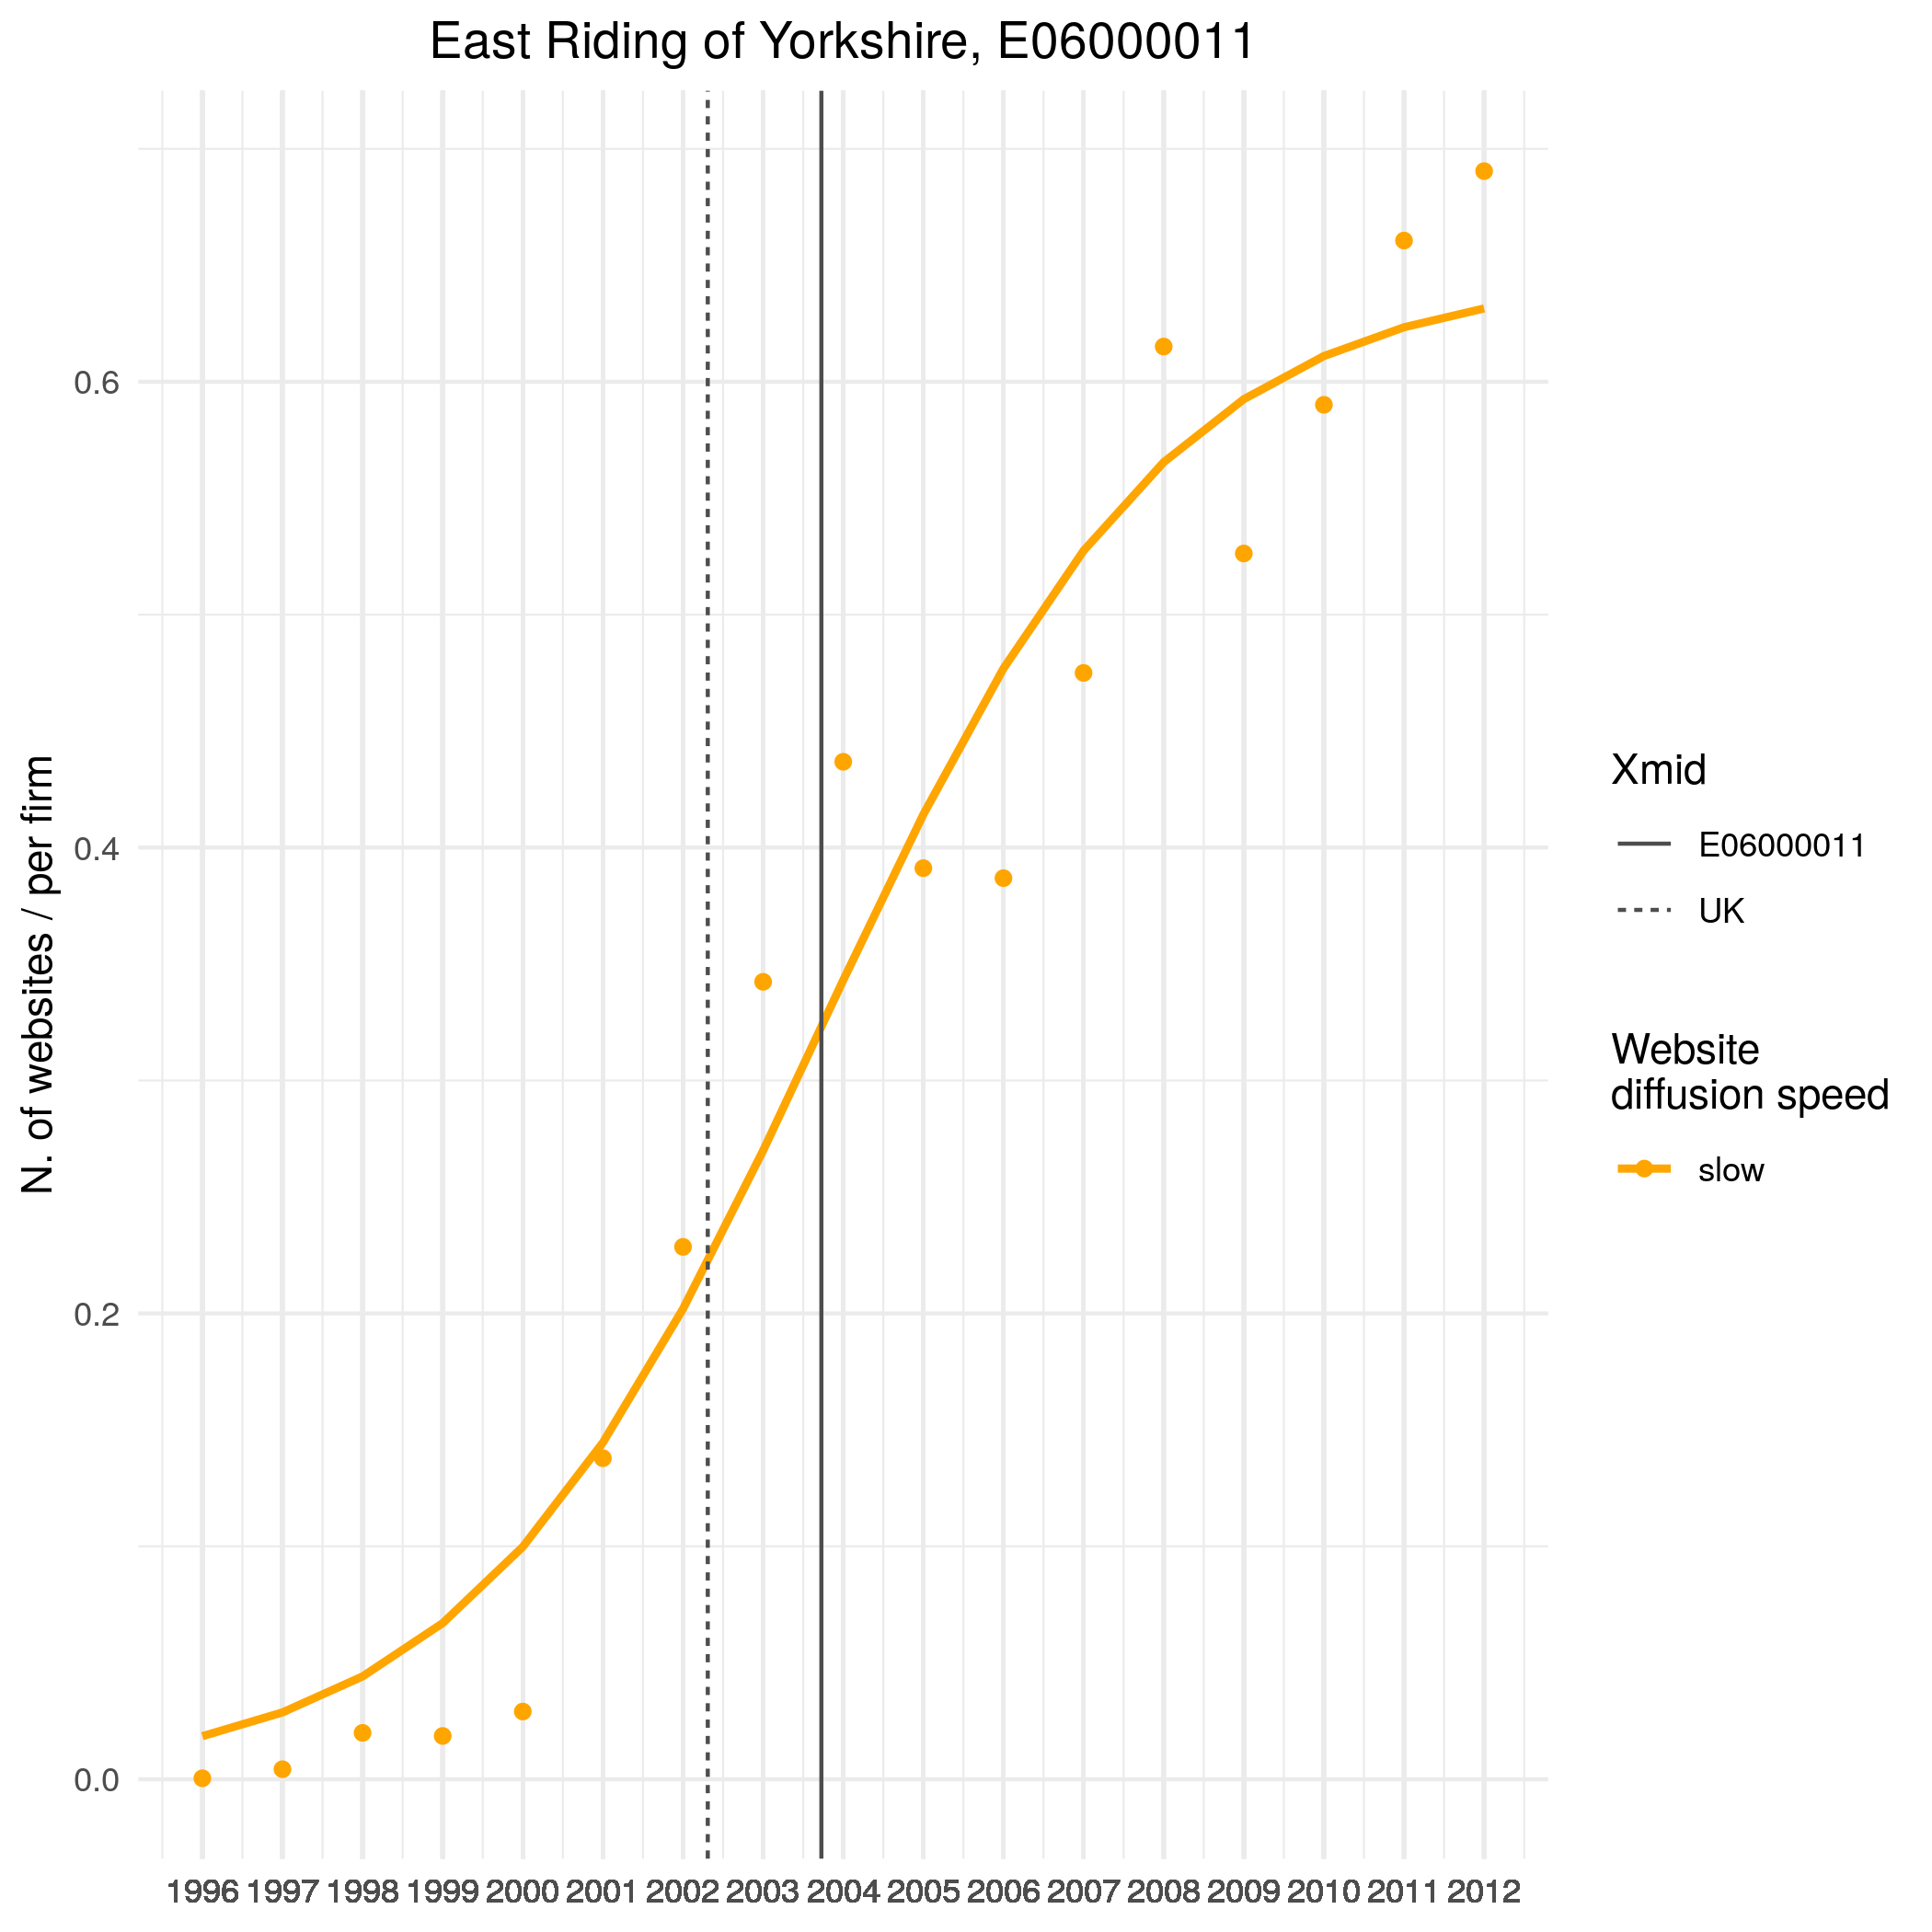 East Riding of Yorkshire, E06000011
N. of websites / per firm
0.6
0.4
0.2
0.0
1996 1997 1998 1999 2000 2001 2002 2003 2004 2005 2006 2007 2008 2009 2010 2011 2012
Xmid
E06000011
UK
Website
diffusion speed
slow